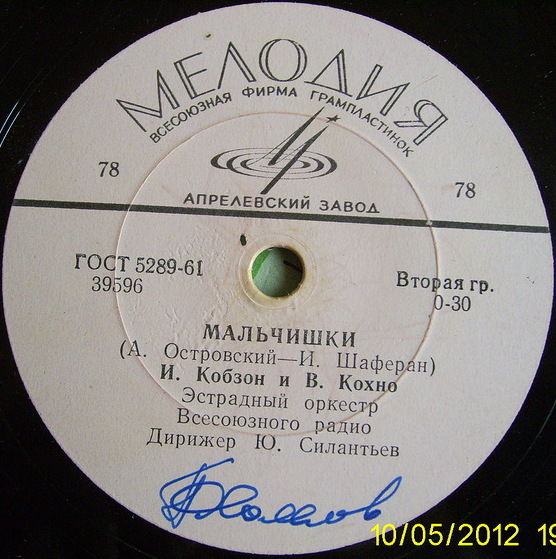 МЕЛОДИЯ
ВСЕСОЮЗНАЯ ФИРМА ГРАМПЛАСТИНОК
78
78
АПРЕЛЕВСКИЙ ЗАВОД
ГОСТ 5289-61
39596
Вторая гр.
0-30
МАЛЬЧИШКИ
(А. Островский—И. Шаферан)
И. Кобзон и В. Кохно
Эстрадный оркестр
Всесоюзного радио
Дирижер Ю. Силантьев
10/05/2012